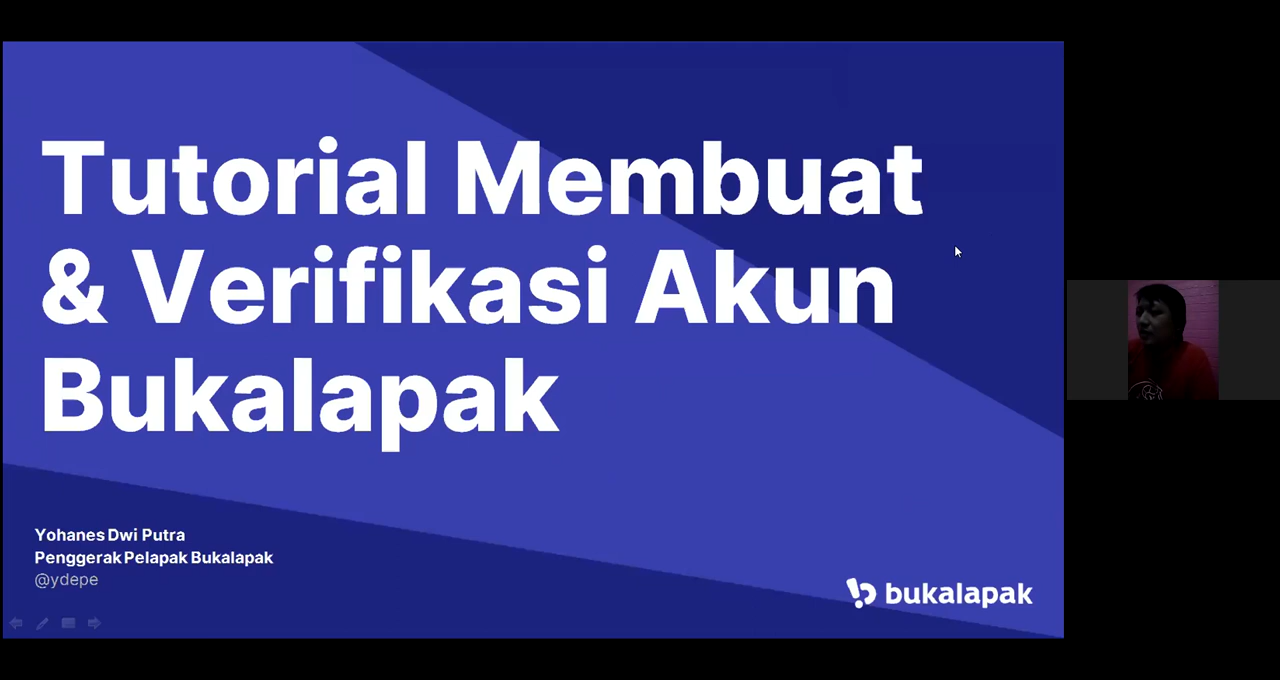 Tutorial Membuat
& Verifikasi Akun
Bukalapak
Yohanes Dwi Putra
Penggerak Pelapak Bukalapak
@ydepe
bukalapak